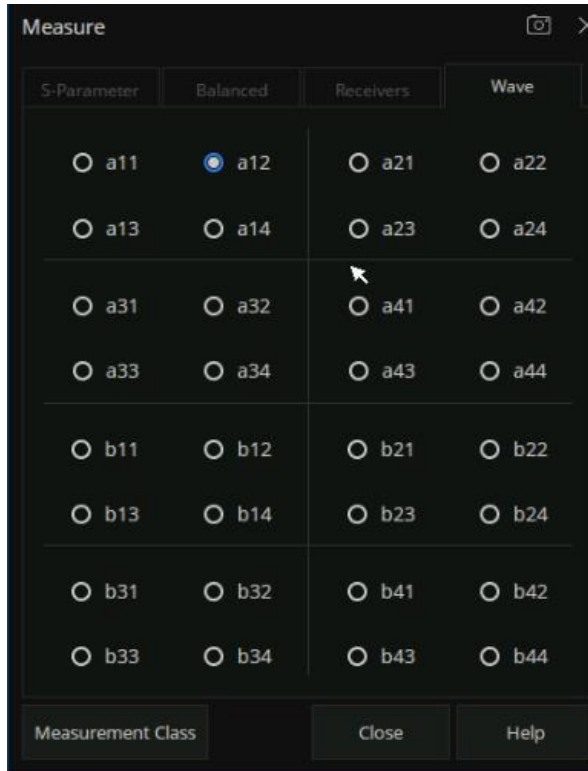 Measure
S-Parameter Balanced Receivers Wave
a11 a12 a21 a22
a13 a14 a23 a24
a31 a32 a41 a42
a33 a34 a43 a44
b11 b12 b21 b22
b13 b14 b23 b24
b31 b32 b41 b42
b33 b34 b43 b44
Measurement Class Close Help